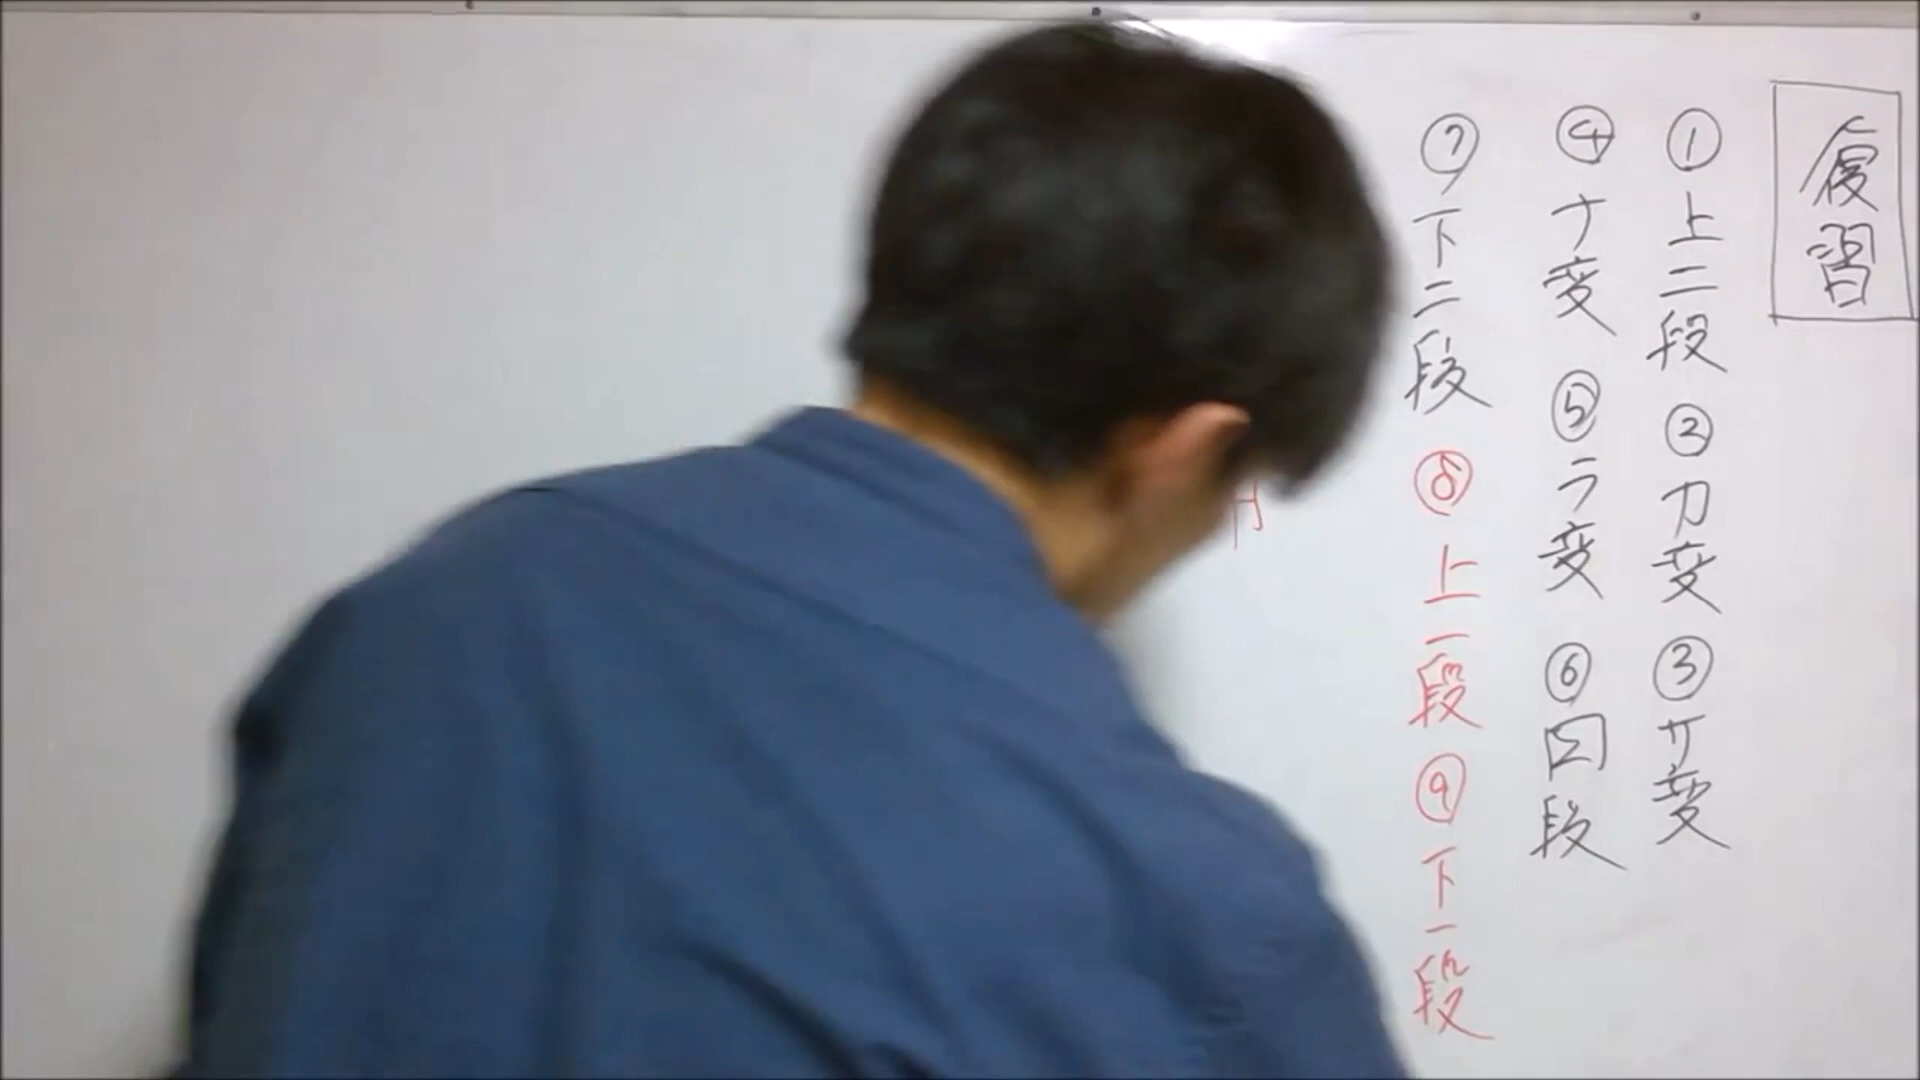 復習
①上二段 ②カ変 ③サ変
④ナ変 ⑤ラ変 ⑥四段
⑦下二段 ⑧上一段 ⑨下一段